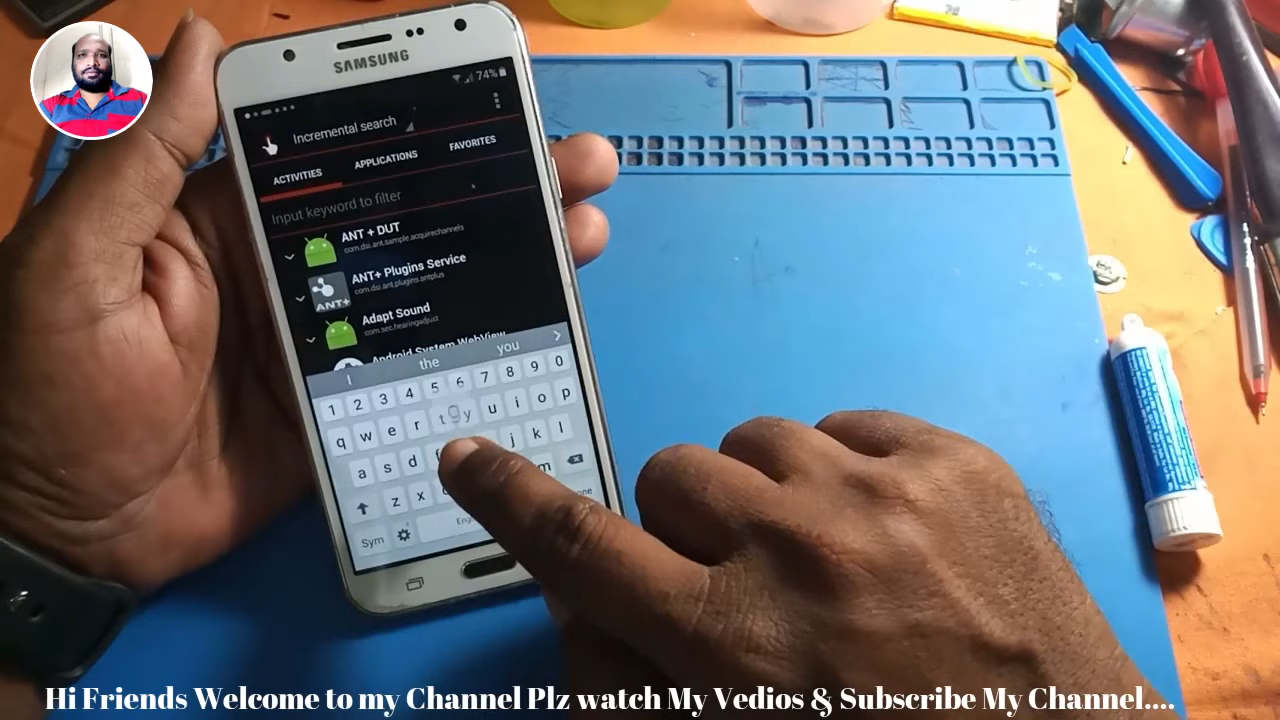 SAMSUNG
74%
Incremental search
ACTIVITIES APPLICATIONS FAVORITES
Input keyword to filter
ANT + DUT
com.dsi.ant.sample.acquirechannels
ANT+ Plugins Service
com.dsi.ant.plugins.antplus
ANT+
Adapt Sound
com.sec.hearingadjust
Android System WebView
I the you
1 2 3 4 5 6 7 8 9 0
q w e r t g y u i o p
a s d f j k l
z x m
Sym
Hi Friends Welcome to my Channel Plz watch My Vedios & Subscribe My Channel....